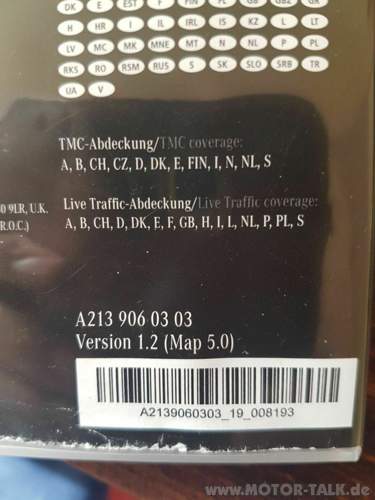 DK E EST F FIN FL GB GBZ GR
H HR I IL IRL IS KZ L LT
LV MC MK MNE MT N NL P PL
RKS RO RSM RUS S SK SLO SRB TR
UA V
TMC-Abdeckung/TMC coverage:
A, B, CH, CZ, D, DK, E, FIN, I, N, NL, S
0 9LR, U.K.
Live Traffic-Abdeckung/Live Traffic coverage:
R.O.C.)
A, B, CH, D, DK, E, F, GB, H, I, L, NL, P, PL, S
A213 906 03 03
Version 1.2 (Map 5.0)
A2139060303_19_008193
www.MOTOR-TALK.de